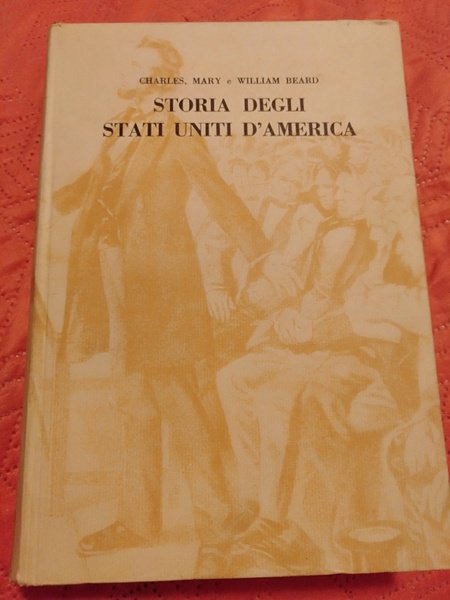 CHARLES, MARY e WILLIAM BEARD
STORIA DEGLI
STATI UNITI D'AMERICA